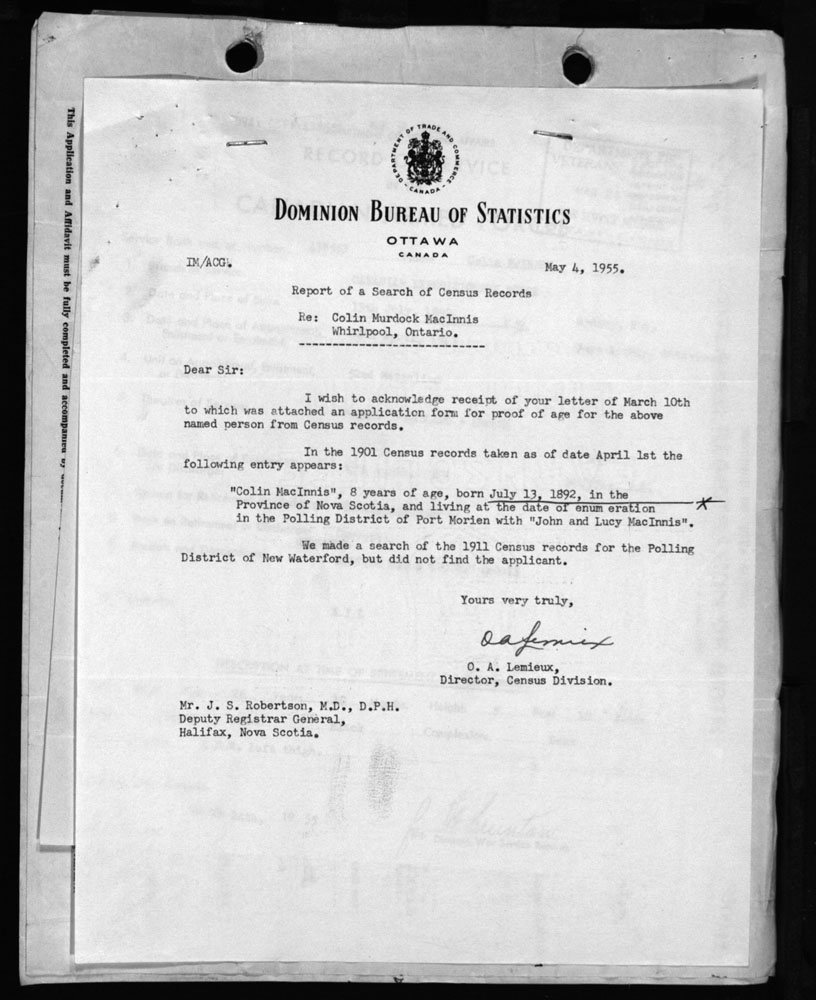 DEPARTMENT OF TRADE AND COMMERCE
CANADA
DOMINION BUREAU OF STATISTICS
OTTAWA
CANADA
IM/ACG.
May 4, 1955.
Report of a Search of Census Records
Re: Colin Murdock MacInnis
Whirlpool, Ontario.
Dear Sir:
I wish to acknowledge receipt of your letter of March 10th
to which was attached an application form for proof of age for the above
named person from Census records.
In the 1901 Census records taken as of date April 1st the
following entry appears:
"Colin MacInnis", 8 years of age, born July 13, 1892, in the
Province of Nova Scotia, and living at the date of enum eration
in the Polling District of Port Morien with "John and Lucy MacInnis".
We made a search of the 1911 Census records for the Polling
District of New Waterford, but did not find the applicant.
Yours very truly,
O A Lemieux
O. A. Lemieux,
Director, Census Division.
Mr. J. S. Robertson, M.D., D.P.H.
Deputy Registrar General,
Halifax, Nova Scotia.
This Application and Affidavit must be fully completed and accompanied by